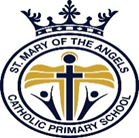 ST. MARY OF THE ANGELS
CATHOLIC PRIMARY SCHOOL